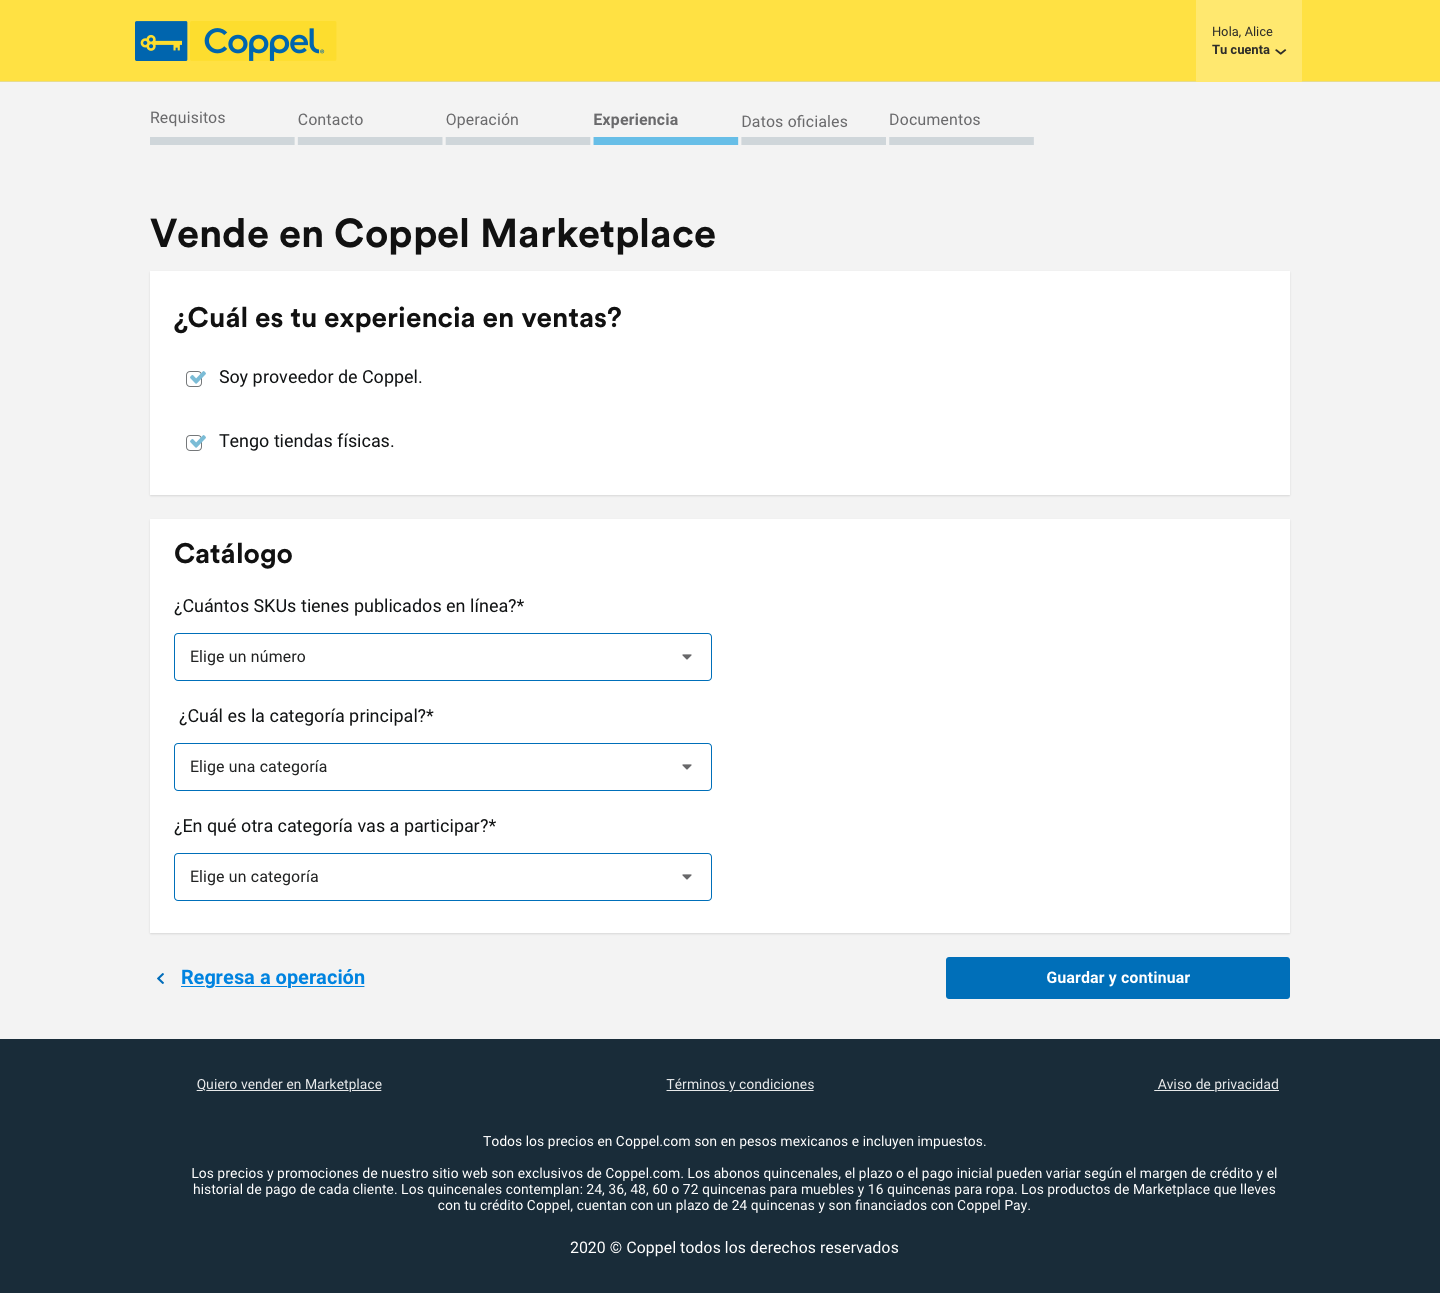 Coppel®
Hola, Alice
Tu cuenta
Requisitos
Contacto
Operación
Experiencia
Datos oficiales
Documentos
Vende en Coppel Marketplace
¿Cuál es tu experiencia en ventas?
Soy proveedor de Coppel.
Tengo tiendas físicas.
Catálogo
¿Cuántos SKUs tienes publicados en línea?*
Elige un número
¿Cuál es la categoría principal?*
Elige una categoría
¿En qué otra categoría vas a participar?*
Elige un categoría
Regresa a operación
Guardar y continuar
Quiero vender en Marketplace
Términos y condiciones
Aviso de privacidad
Todos los precios en Coppel.com son en pesos mexicanos e incluyen impuestos.
Los precios y promociones de nuestro sitio web son exclusivos de Coppel.com. Los abonos quincenales, el plazo o el pago inicial pueden variar según el margen de crédito y el
historial de pago de cada cliente. Los quincenales contemplan: 24, 36, 48, 60 o 72 quincenas para muebles y 16 quincenas para ropa. Los productos de Marketplace que lleves
con tu crédito Coppel, cuentan con un plazo de 24 quincenas y son financiados con Coppel Pay.
2020 © Coppel todos los derechos reservados